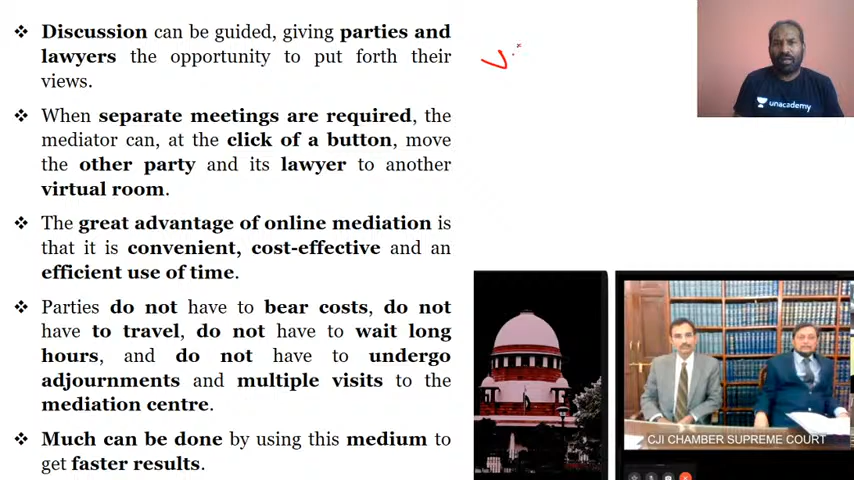 ❖ Discussion can be guided, giving parties and
lawyers the opportunity to put forth their
views.
❖ When separate meetings are required, the
mediator can, at the click of a button, move
the other party and its lawyer to another
virtual room.
❖ The great advantage of online mediation is
that it is convenient, cost-effective and an
efficient use of time.
❖ Parties do not have to bear costs, do not
have to travel, do not have to wait long
hours, and do not have to undergo
adjournments and multiple visits to the
mediation centre.
❖ Much can be done by using this medium to
get faster results.
V
unacademy
CJI CHAMBER SUPREME COURT